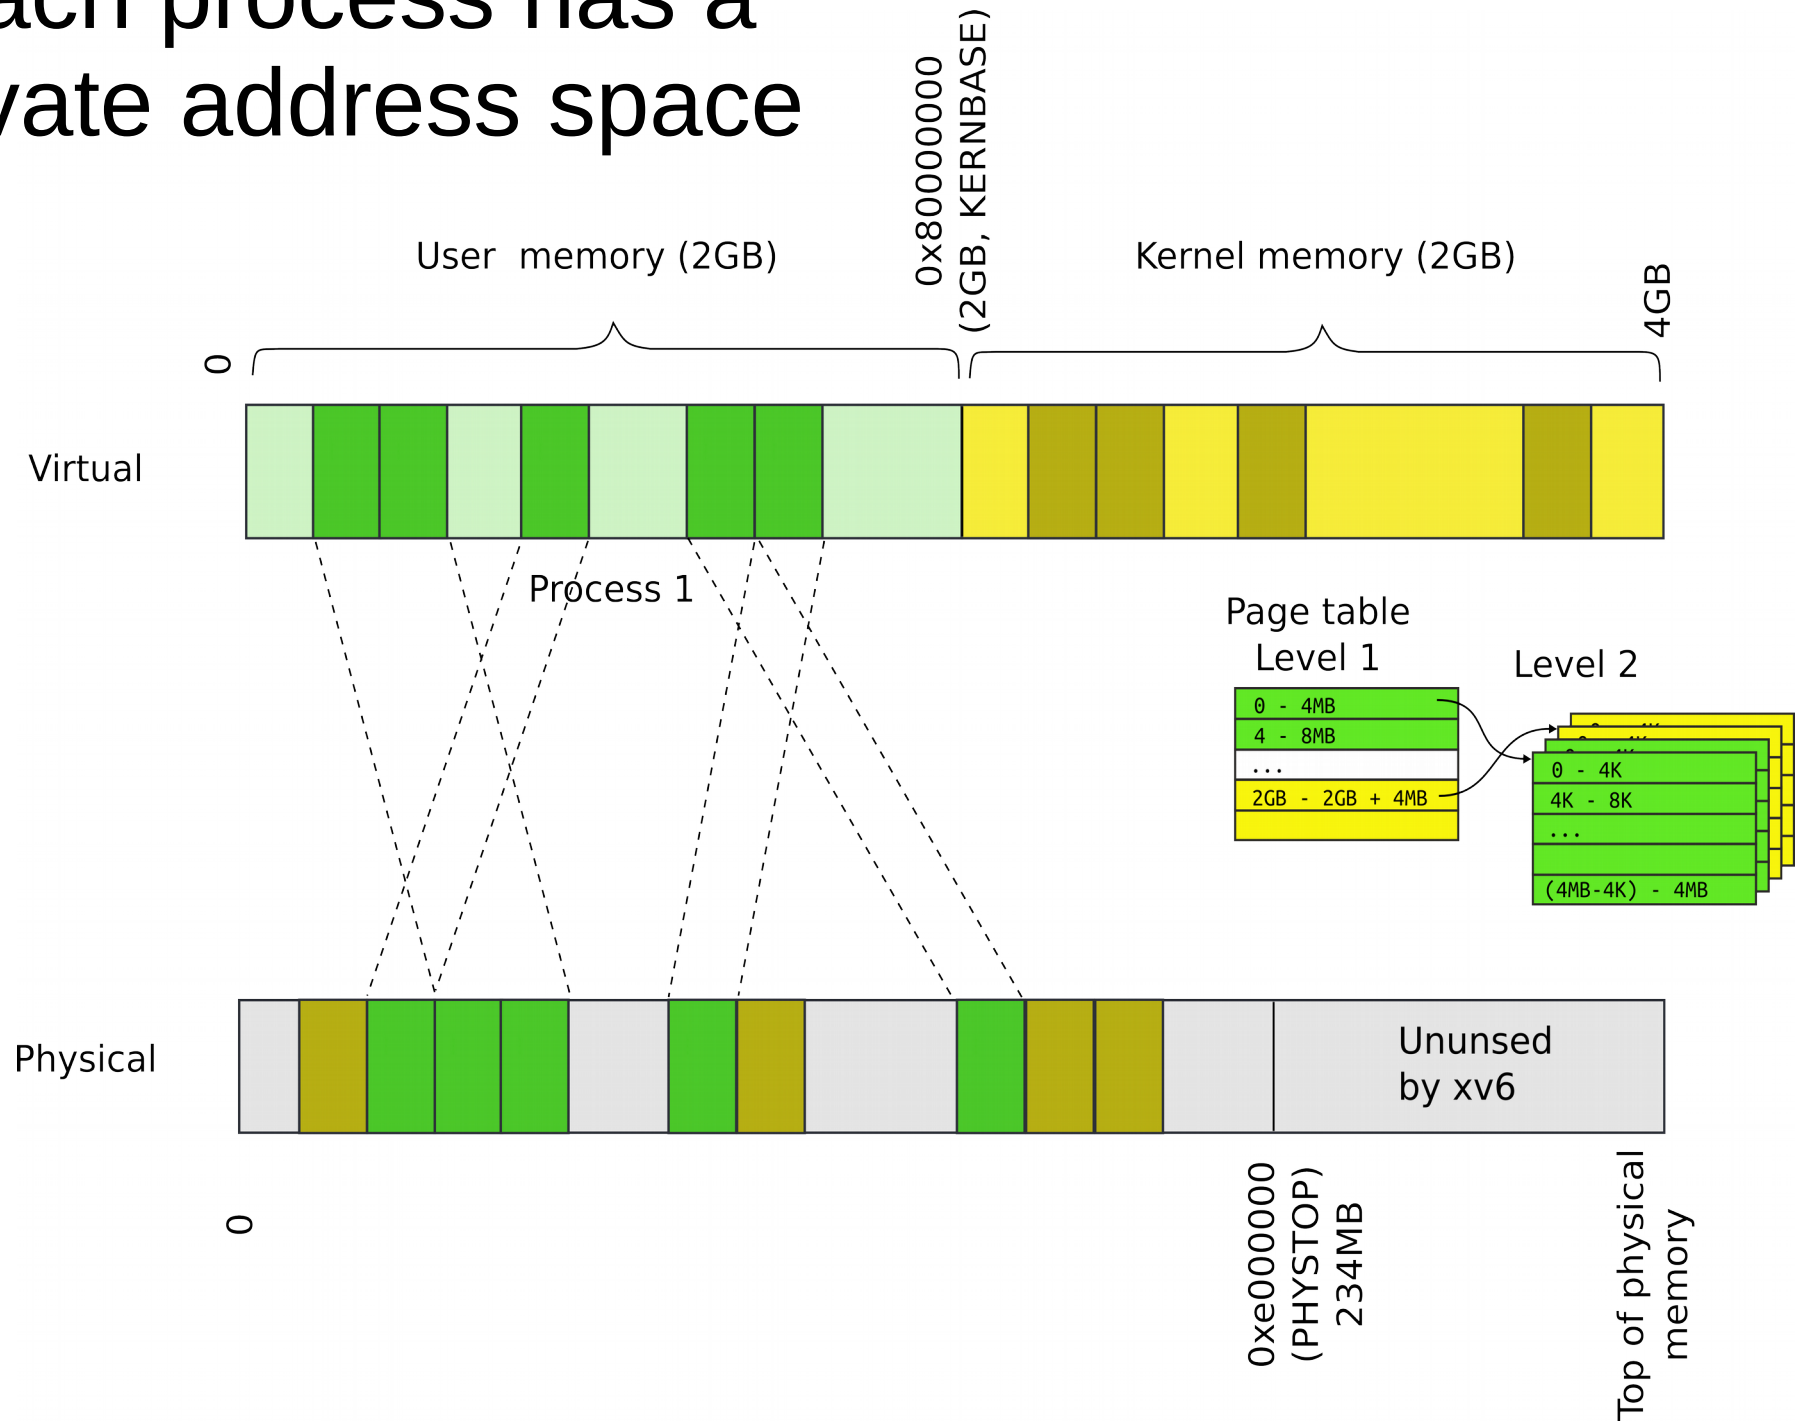 ach process has a
vate address space
0x80000000
(2GB, KERNBASE)
User memory (2GB)
Kernel memory (2GB)
4GB
0
Virtual
Process 1
Page table
Level 1
Level 2
0 - 4MB
4 - 8MB
...
2GB - 2GB + 4MB
0 - 4K
4K - 8K
...
(4MB-4K) - 4MB
Physical
Ununsed
by xv6
0
0xe000000
(PHYSTOP)
234MB
Top of physical
memory